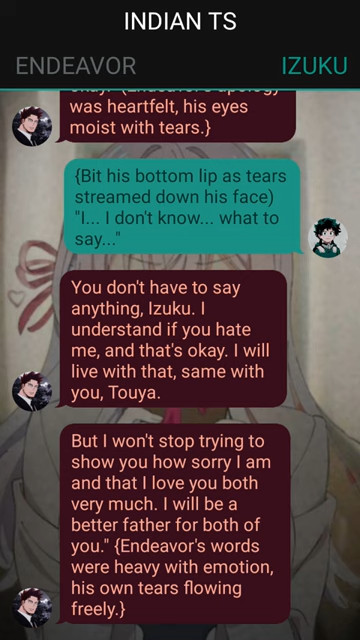 INDIAN TS
ENDEAVOR IZUKU
was heartfelt, his eyes
moist with tears.}
{Bit his bottom lip as tears
streamed down his face)
"I... I don't know... what to
say..."
You don't have to say
anything, Izuku. I
understand if you hate
me, and that's okay. I will
live with that, same with
you, Touya.
But I won't stop trying to
show you how sorry I am
and that I love you both
very much. I will be a
better father for both of
you." {Endeavor's words
were heavy with emotion,
his own tears flowing
freely.}